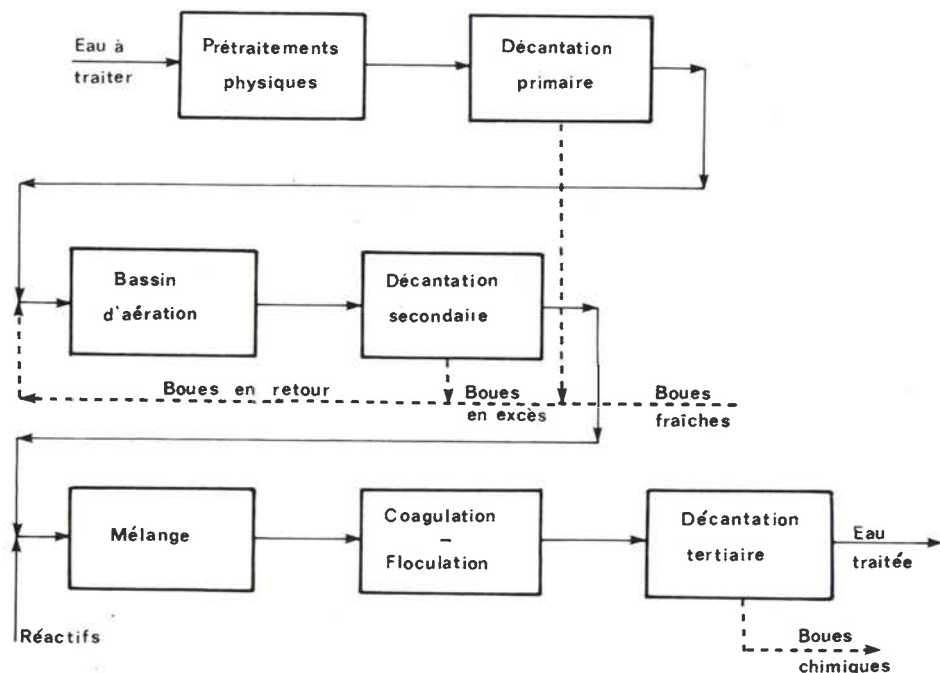 Eau à
traiter
Prétraitements
physiques
Décantation
primaire
Bassin
d'aération
Décantation
secondaire
Boues en retour
Boues
en excès
Boues
fraîches
Mélange
Coagulation
–
Floculation
Décantation
tertiaire
Eau
traitée
Réactifs
Boues
chimiques